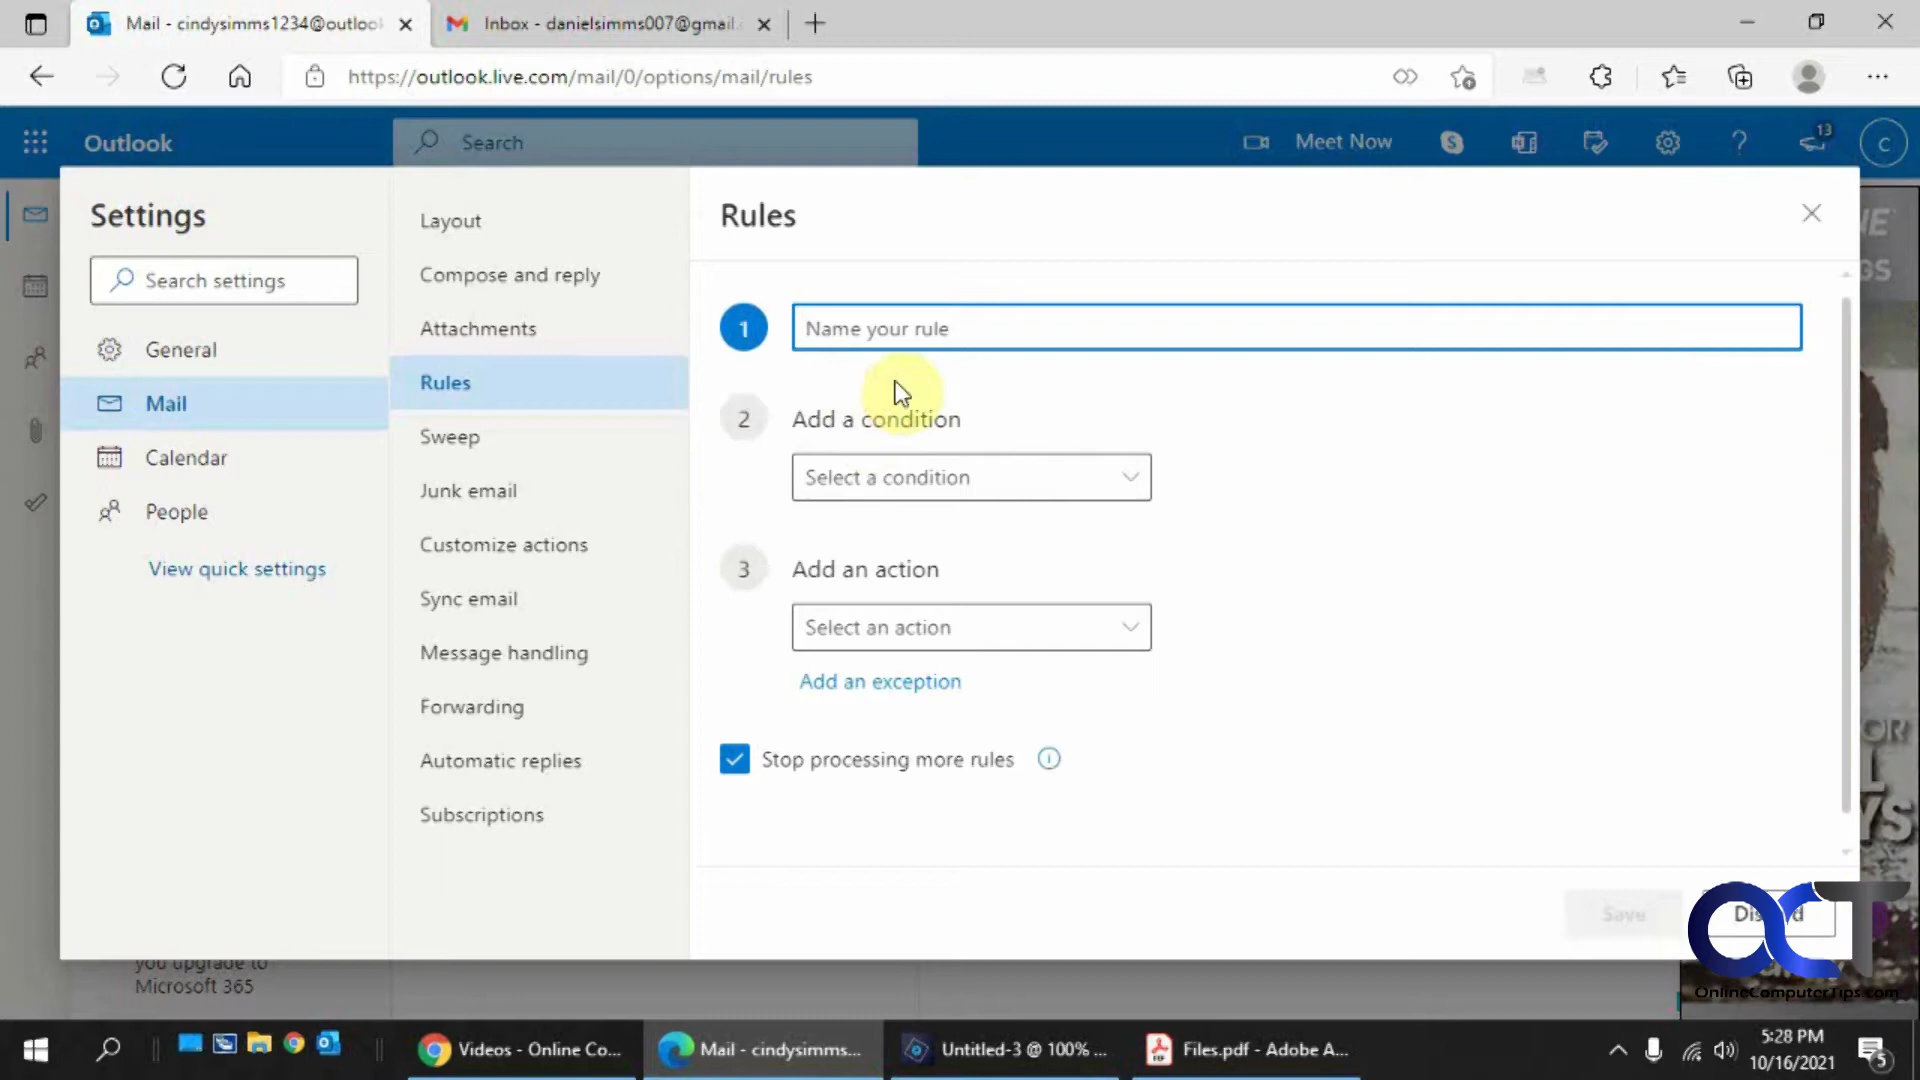 Mail - cindysimms1234@outlook
Inbox - danielsimms007@gmail.
https://outlook.live.com/mail/0/options/mail/rules
Outlook
Search
Meet Now
13
C
Settings
Search settings
General
Mail
Calendar
People
View quick settings
Layout
Compose and reply
Attachments
Rules
Sweep
Junk email
Customize actions
Sync email
Message handling
Forwarding
Automatic replies
Subscriptions
Rules
1
Name your rule
2
Add a condition
Select a condition
3
Add an action
Select an action
Add an exception
Stop processing more rules
Save
OCT
OnlineComputerTips.com
you upgrade to
Microsoft 365
Videos - Online Co...
Mail - cindysimms...
Untitled-3 @ 100% ...
Files.pdf - Adobe A...
5:28 PM
10/16/2021
5